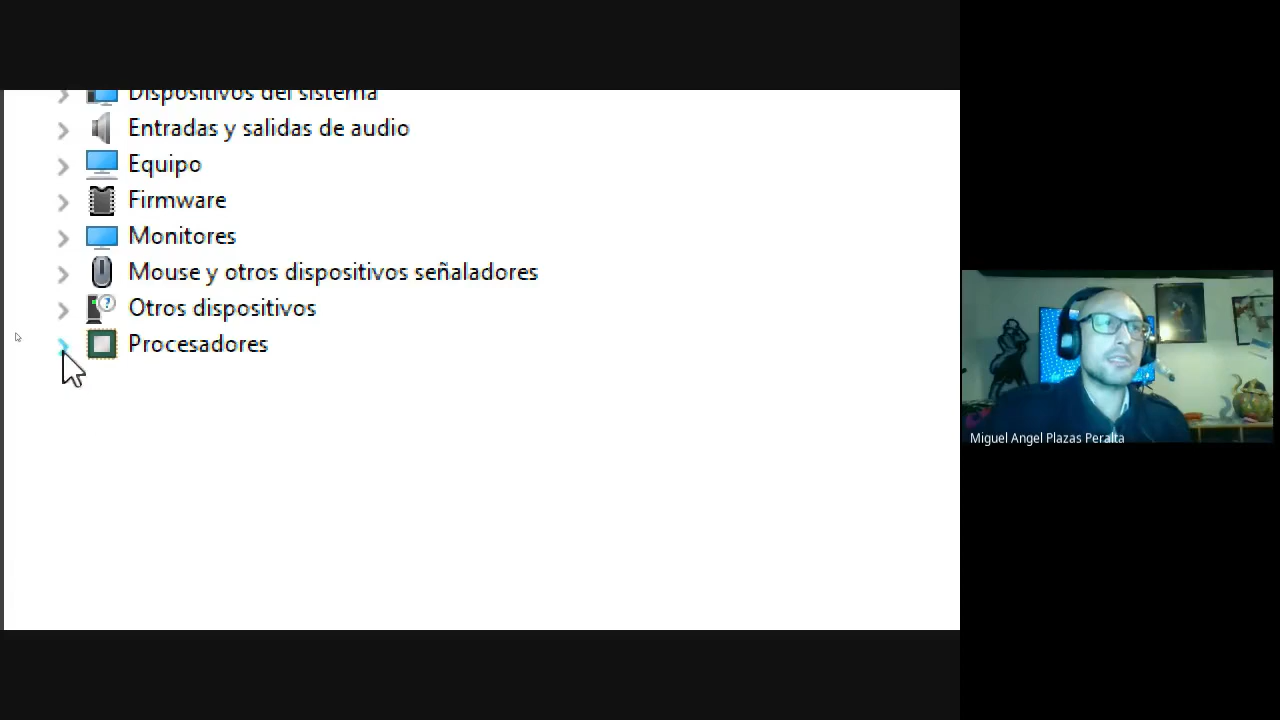 Dispositivos del sistema
Entradas y salidas de audio
Equipo
Firmware
Monitores
Mouse y otros dispositivos señaladores
Otros dispositivos
Procesadores
Miguel Angel Plazas Peralta